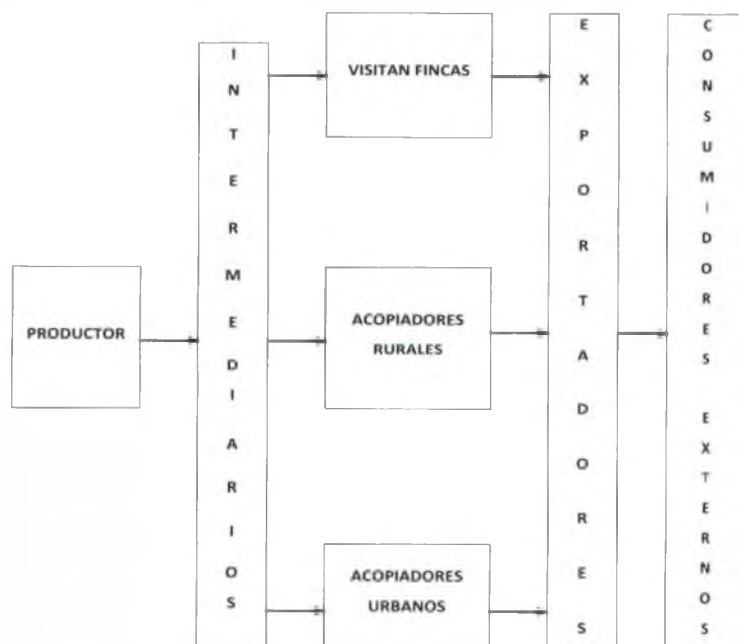 PRODUCTOR
INTERMEDIARIOS
VISITAN FINCAS
ACOPIADORES
RURALES
ACOPIADORES
URBANOS
EXPORTADORES
CONSUMIDORES EXTERNOS